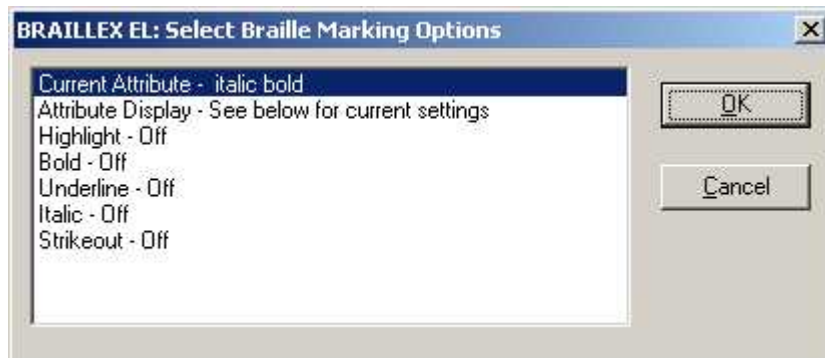 BRAILLEX EL: Select Braille Marking Options
Current Attribute - italic bold
Attribute Display - See below for current settings
Highlight - Off
Bold - Off
Underline - Off
Italic - Off
Strikeout - Off
OK
Cancel